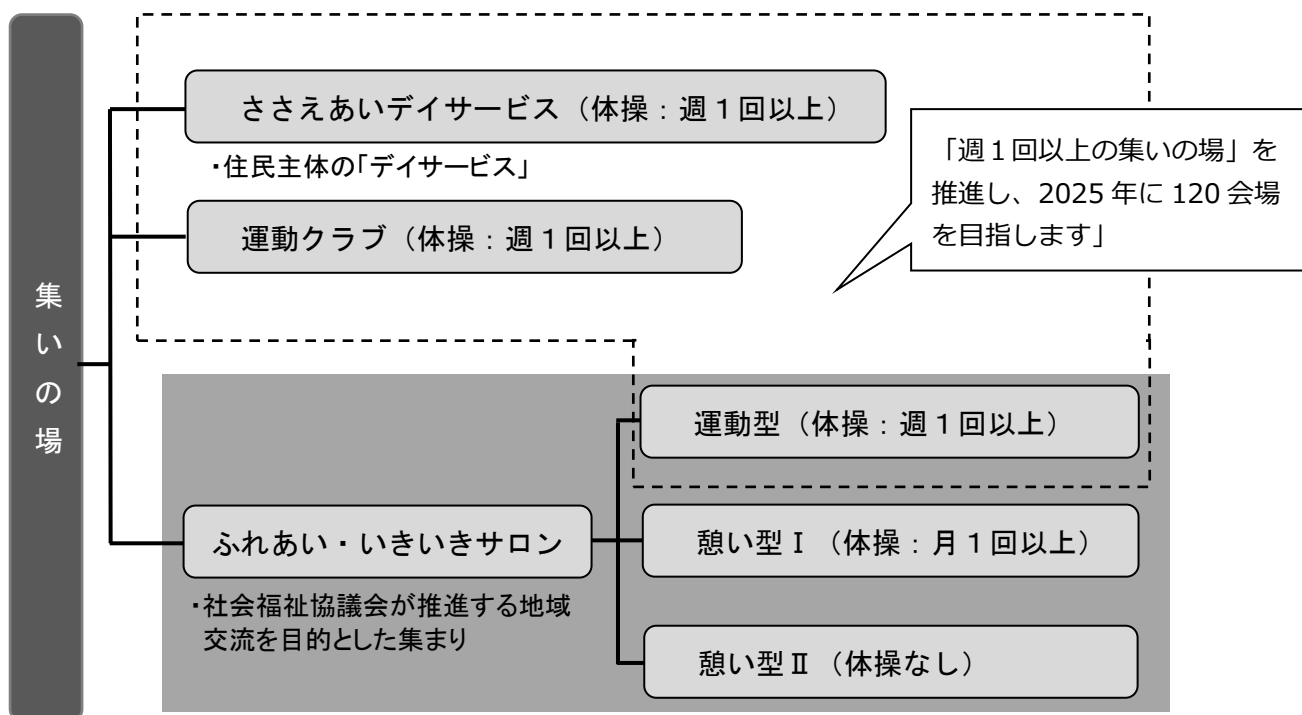 集いの場
ささえあいデイサービス（体操：週１回以上）
・住民主体の「デイサービス」
運動クラブ（体操：週１回以上）
「週１回以上の集いの場」を
推進し、2025 年に 120 会場
を目指します」
運動型（体操：週１回以上）
ふれあい・いきいきサロン
憩い型Ⅰ（体操：月１回以上）
・社会福祉協議会が推進する地域
交流を目的とした集まり
憩い型Ⅱ（体操なし）